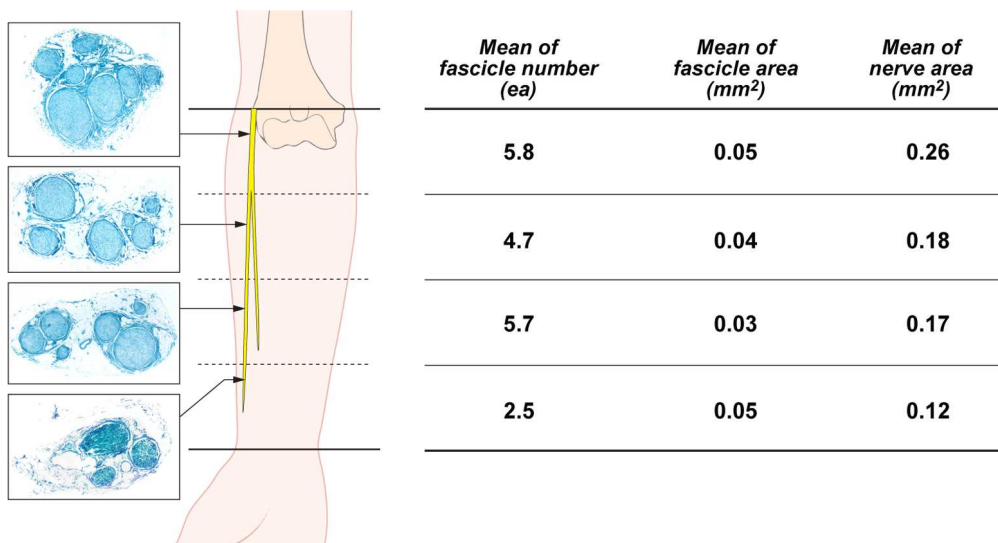 Mean of fascicle number (ea)
Mean of fascicle area (mm²)
Mean of nerve area (mm²)
5.8 0.05 0.26
4.7 0.04 0.18
5.7 0.03 0.17
2.5 0.05 0.12